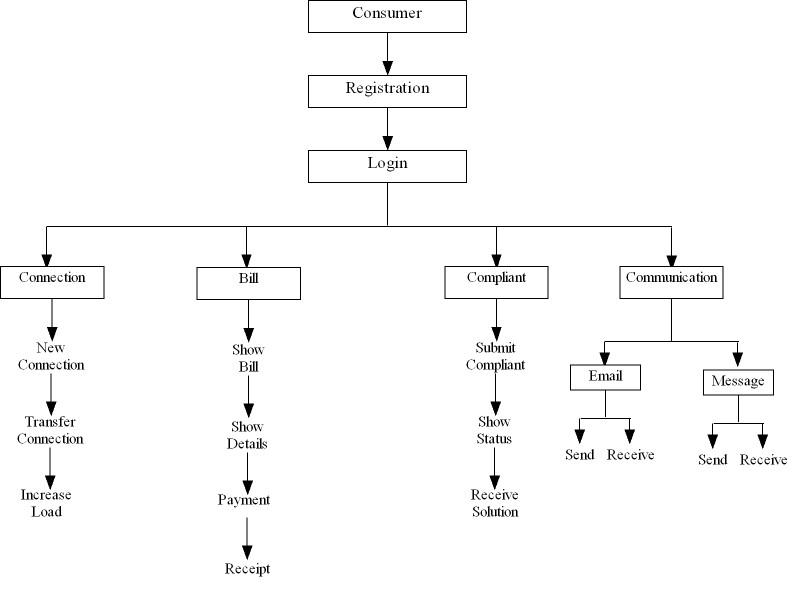 Consumer
Registration
Login
Connection
Bill
Compliant
Communication
New
Connection
Transfer
Connection
Increase
Load
Show
Bill
Show
Details
Payment
Receipt
Submit
Compliant
Show
Status
Receive
Solution
Email
Message
Send Receive
Send Receive